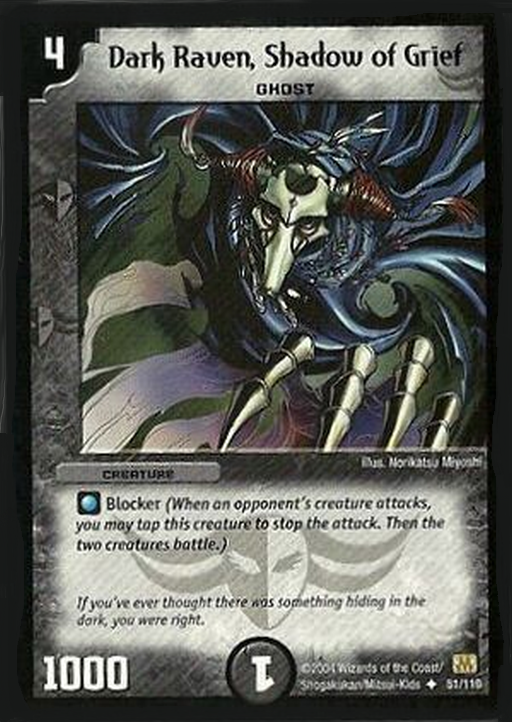 4
Dark Raven, Shadow of Grief
GHOST
Illus. Norikatsu Miyoshi
CREATURE
Blocker (When an opponent's creature attacks,
you may tap this creature to stop the attack. Then the
two creatures battle.)
If you've ever thought there was something hiding in the
dark, you were right.
1000
1
©2004 Wizards of the Coast/
Shogakukan/Mitsui-Kids ♦ 51/110